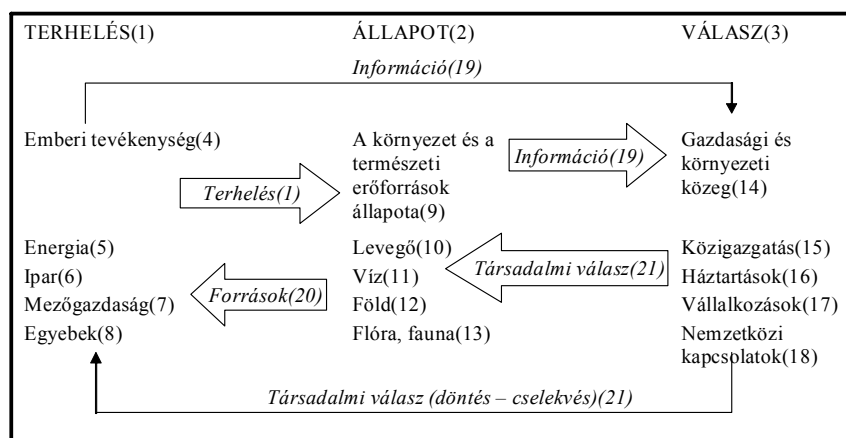 TERHELÉS(1)
ÁLLAPOT(2)
VÁLASZ(3)
Információ(19)
Emberi tevékenység(4)
A környezet és a
természeti
erőforrások
állapota(9)
Információ(19)
Gazdasági és
környezeti
közeg(14)
Terhelés(1)
Energia(5)
Ipar(6)
Mezőgazdaság(7)
Egyebek(8)
Források(20)
Levegő(10)
Víz(11)
Föld(12)
Flóra, fauna(13)
Társadalmi válasz(21)
Közigazgatás(15)
Háztartások(16)
Vállalkozások(17)
Nemzetközi
kapcsolatok(18)
Társadalmi válasz (döntés – cselekvés)(21)